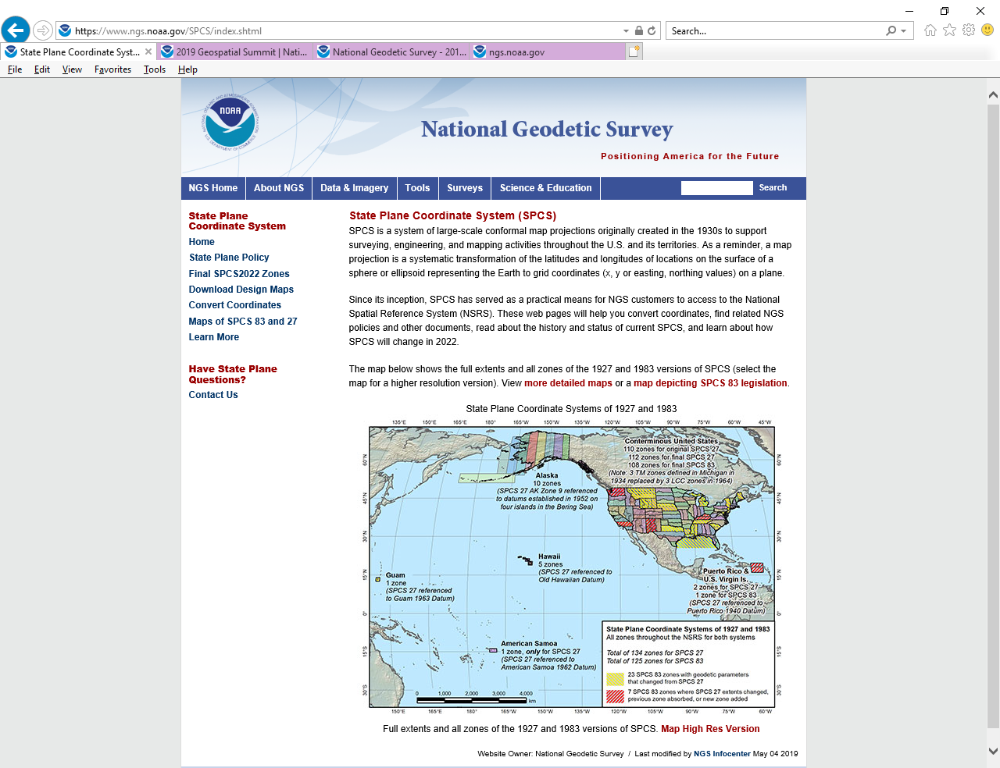 https://www.ngs.noaa.gov/SPCS/index.shtml
Search...
State Plane Coordinate Syst...
2019 Geospatial Summit | Nati...
National Geodetic Survey - 201...
ngs.noaa.gov
File Edit View Favorites Tools Help
NOAA
National Geodetic Survey
Positioning America for the Future
NGS Home
About NGS
Data & Imagery
Tools
Surveys
Science & Education
Search
State Plane
Coordinate System
Home
State Plane Policy
Final SPCS2022 Zones
Download Design Maps
Convert Coordinates
Maps of SPCS 83 and 27
Learn More
Have State Plane
Questions?
Contact Us
State Plane Coordinate System (SPCS)
SPCS is a system of large-scale conformal map projections originally created in the 1930s to support
surveying, engineering, and mapping activities throughout the U.S. and its territories. As a reminder, a map
projection is a systematic transformation of the latitudes and longitudes of locations on the surface of a
sphere or ellipsoid representing the Earth to grid coordinates (x, y or easting, northing values) on a plane.
Since its inception, SPCS has served as a practical means for NGS customers to access to the National
Spatial Reference System (NSRS). These web pages will help you convert coordinates, find related NGS
policies and other documents, read about the history and status of current SPCS, and learn about how
SPCS will change in 2022.
The map below shows the full extents and all zones of the 1927 and 1983 versions of SPCS (select the
map for a higher resolution version). View more detailed maps or a map depicting SPCS 83 legislation.
State Plane Coordinate Systems of 1927 and 1983
135°E 150°E 165°E 180° 165°W 150°W 135°W 120°W 105°W 90°W 75°W 60°W 45°W
60°N
45°N
30°N
15°N
0°
15°S
30°S
Conterminous United States
110 zones for original SPCS 27
112 zones for final SPCS 27
108 zones for final SPCS 83
(Note: 3 TM zones defined in Michigan in
1934 replaced by 3 LCC zones in 1964)
Alaska
10 zones
(SPCS 27 AK Zone 9 referenced
to datums established in 1952 on
four islands in the Bering Sea)
Hawaii
5 zones
(SPCS 27 referenced to
Old Hawaiian Datum)
Guam
1 zone
(SPCS 27 referenced
to Guam 1963 Datum)
Puerto Rico &
U.S. Virgin Is.
2 zones for SPCS 27
1 zone for SPCS 83
(SPCS 27 referenced to
Puerto Rico 1940 Datum)
American Samoa
1 zone, only for SPCS 27
(SPCS 27 referenced to
American Samoa 1962 Datum)
State Plane Coordinate Systems of 1927 and 1983
All zones throughout the NSRS for both systems
Total of 134 zones for SPCS 27
Total of 125 zones for SPCS 83
23 SPCS 83 zones with geodetic parameters
that changed from SPCS 27
7 SPCS 83 zones where SPCS 27 extents changed,
previous zone absorbed, or new zone added
0 1,000 2,000 3,000 4,000
km
60°N
45°N
30°N
15°N
0°
15°S
30°S
150°E 165°E 180° 165°W 150°W 135°W 120°W 105°W 90°W 75°W 60°W
Full extents and all zones of the 1927 and 1983 versions of SPCS. Map High Res Version
Website Owner: National Geodetic Survey / Last modified by NGS Infocenter May 04 2019